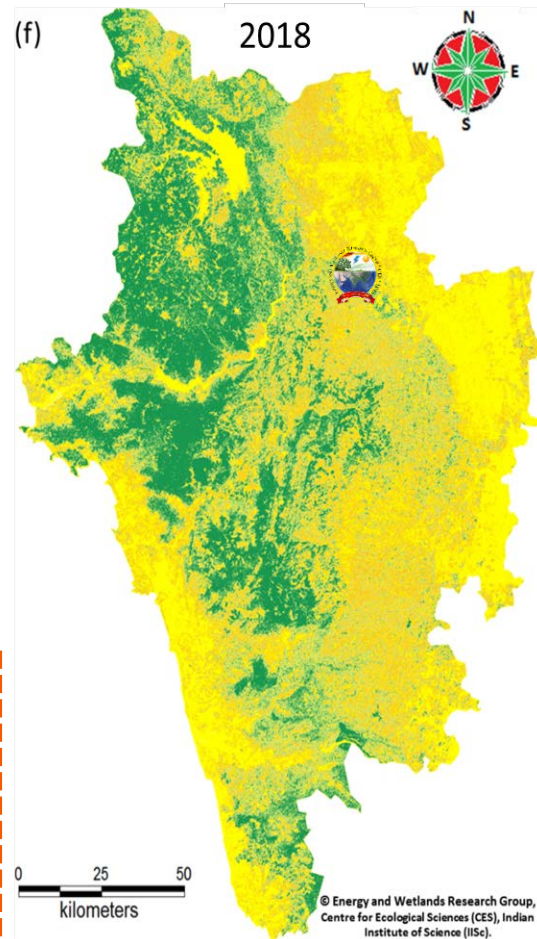 (f)
2018
N
W
E
S
0
25
50
kilometers
© Energy and Wetlands Research Group,
Centre for Ecological Sciences (CES), Indian
Institute of Science (IISc).